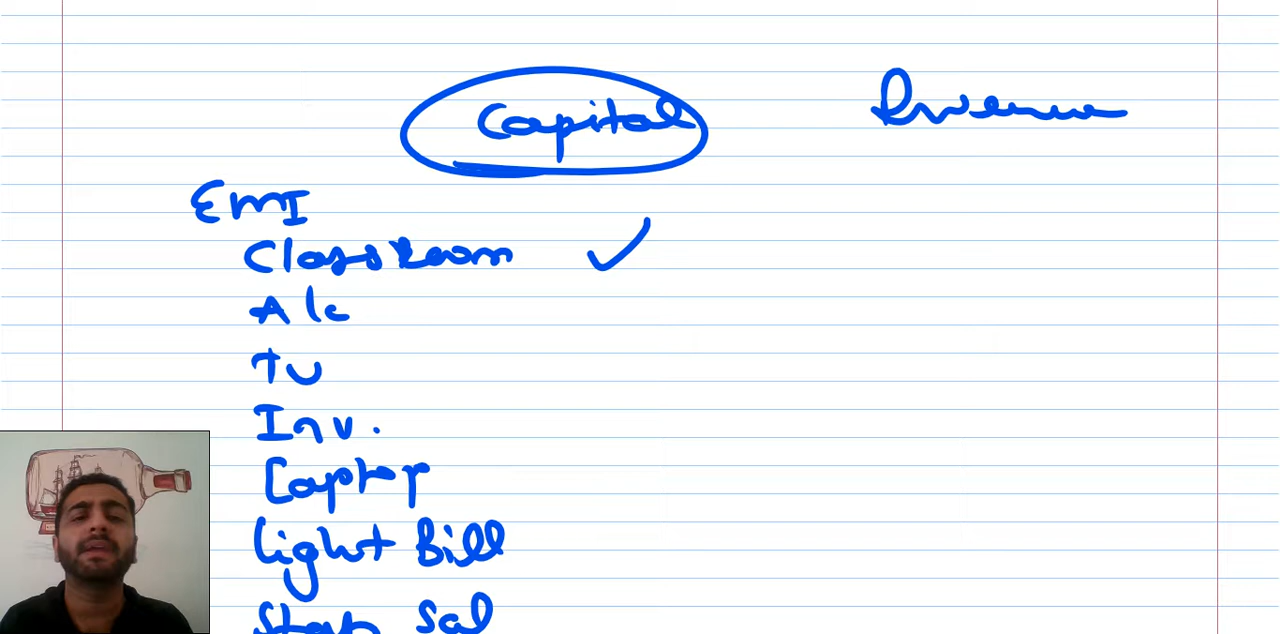 Capital Revenue
EMI
Classroom
A/c
TV
Inv.
Laptop
Light Bill
Staff Sal